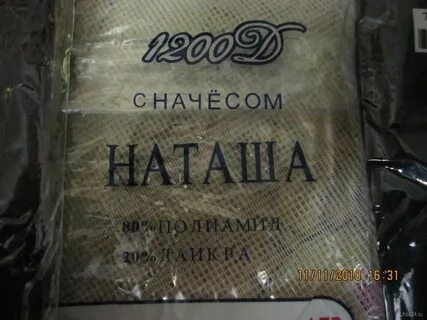 1200D
СНАЧЁСОМ
НАТАША
80% ПОЛИАМИД
20% ЛАЙКРА
11/11/2010 16:31